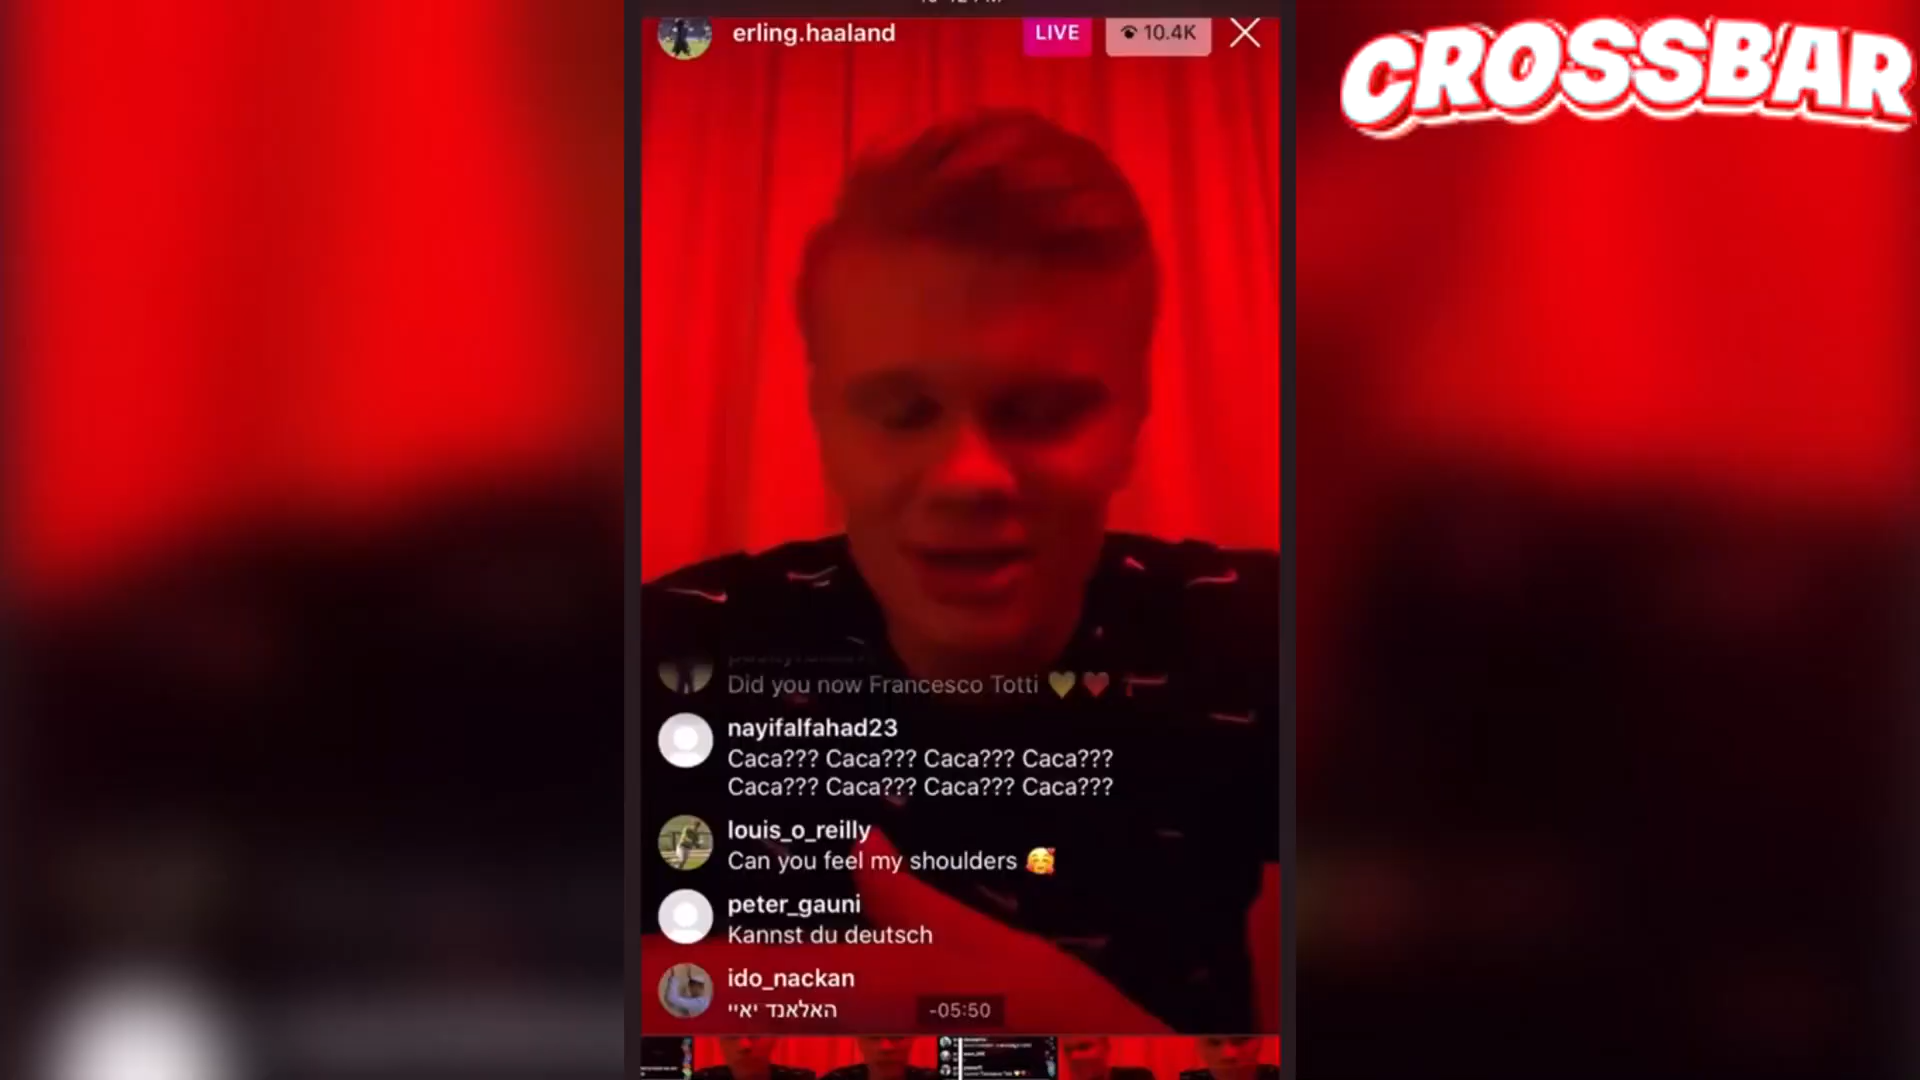 erling.haaland
LIVE
10.4K
CROSSBAR
Did you now Francesco Totti 💛❤️
nayifalfahad23
Caca??? Caca??? Caca??? Caca???
Caca??? Caca??? Caca??? Caca???
louis_o_reilly
Can you feel my shoulders 🥰
peter_gauni
Kannst du deutsch
ido_nackan
האלאנד יאיי
-05:50